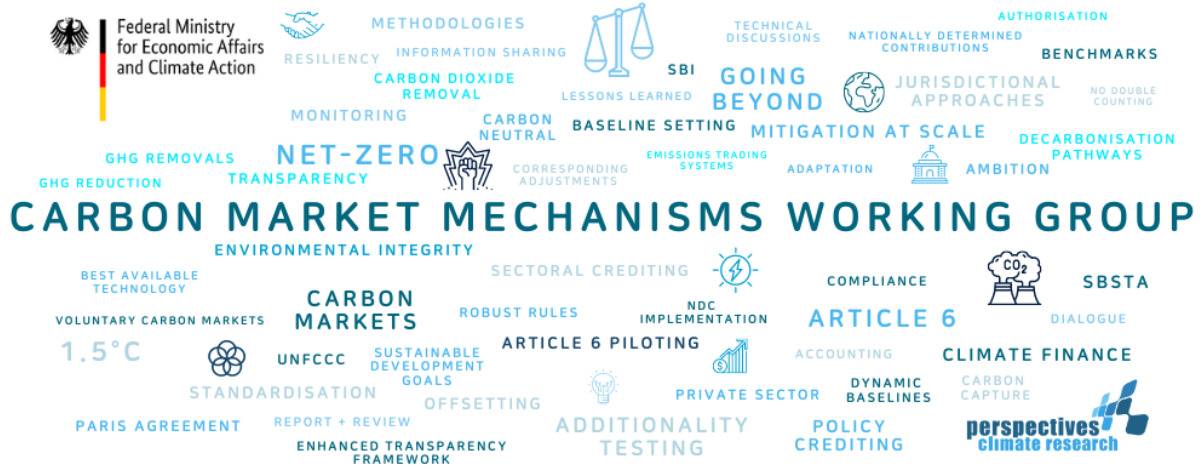 Federal Ministry
for Economic Affairs
and Climate Action
METHODOLOGIES
RESILIENCY
INFORMATION SHARING
CARBON DIOXIDE
REMOVAL
SBI
LESSONS LEARNED
TECHNICAL
DISCUSSIONS
AUTHORISATION
NATIONALLY DETERMINED
CONTRIBUTIONS
BENCHMARKS
GOING
BEYOND
JURISDICTIONAL
APPROACHES
NO DOUBLE
COUNTING
MONITORING
CARBON
NEUTRAL
BASELINE SETTING
MITIGATION AT SCALE
DECARBONISATION
PATHWAYS
GHG REMOVALS
NET-ZERO
CORRESPONDING
ADJUSTMENTS
EMISSIONS TRADING
SYSTEMS
ADAPTATION
AMBITION
GHG REDUCTION
TRANSPARENCY
CARBON MARKET MECHANISMS WORKING GROUP
ENVIRONMENTAL INTEGRITY
BEST AVAILABLE
TECHNOLOGY
SECTORAL CREDITING
COMPLIANCE
CO2
SBSTA
VOLUNTARY CARBON MARKETS
CARBON
MARKETS
ROBUST RULES
NDC
IMPLEMENTATION
ARTICLE 6
DIALOGUE
1.5°C
UNFCCC
SUSTAINABLE
DEVELOPMENT
GOALS
ARTICLE 6 PILOTING
ACCOUNTING
CLIMATE FINANCE
STANDARDISATION
OFFSETTING
PRIVATE SECTOR
DYNAMIC
BASELINES
CARBON
CAPTURE
PARIS AGREEMENT
REPORT + REVIEW
ADDITIONALITY
TESTING
POLICY
CREDITING
perspectives
climate research
ENHANCED TRANSPARENCY
FRAMEWORK